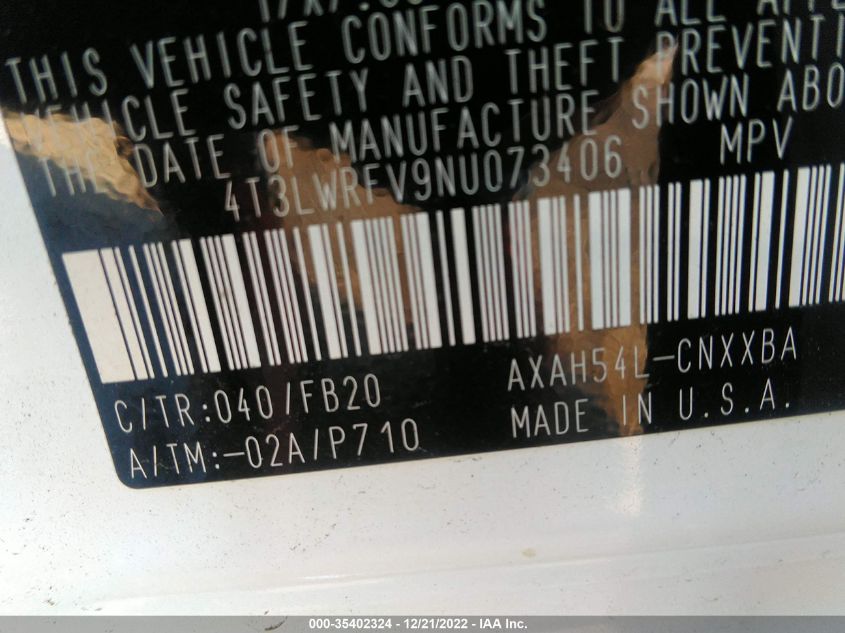 THIS VEHICLE CONFORMS TO ALL
VEHICLE SAFETY AND THEFT PREVENTI
THE DATE OF MANUFACTURE SHOWN ABO
4T3LWRFV9NU073406 MPV
C/TR:040/FB20 AXAH54L-CNXXBA
A/TM:-02A/P710 MADE IN U.S.A.
000-35402324 - 12/21/2022 - IAA Inc.